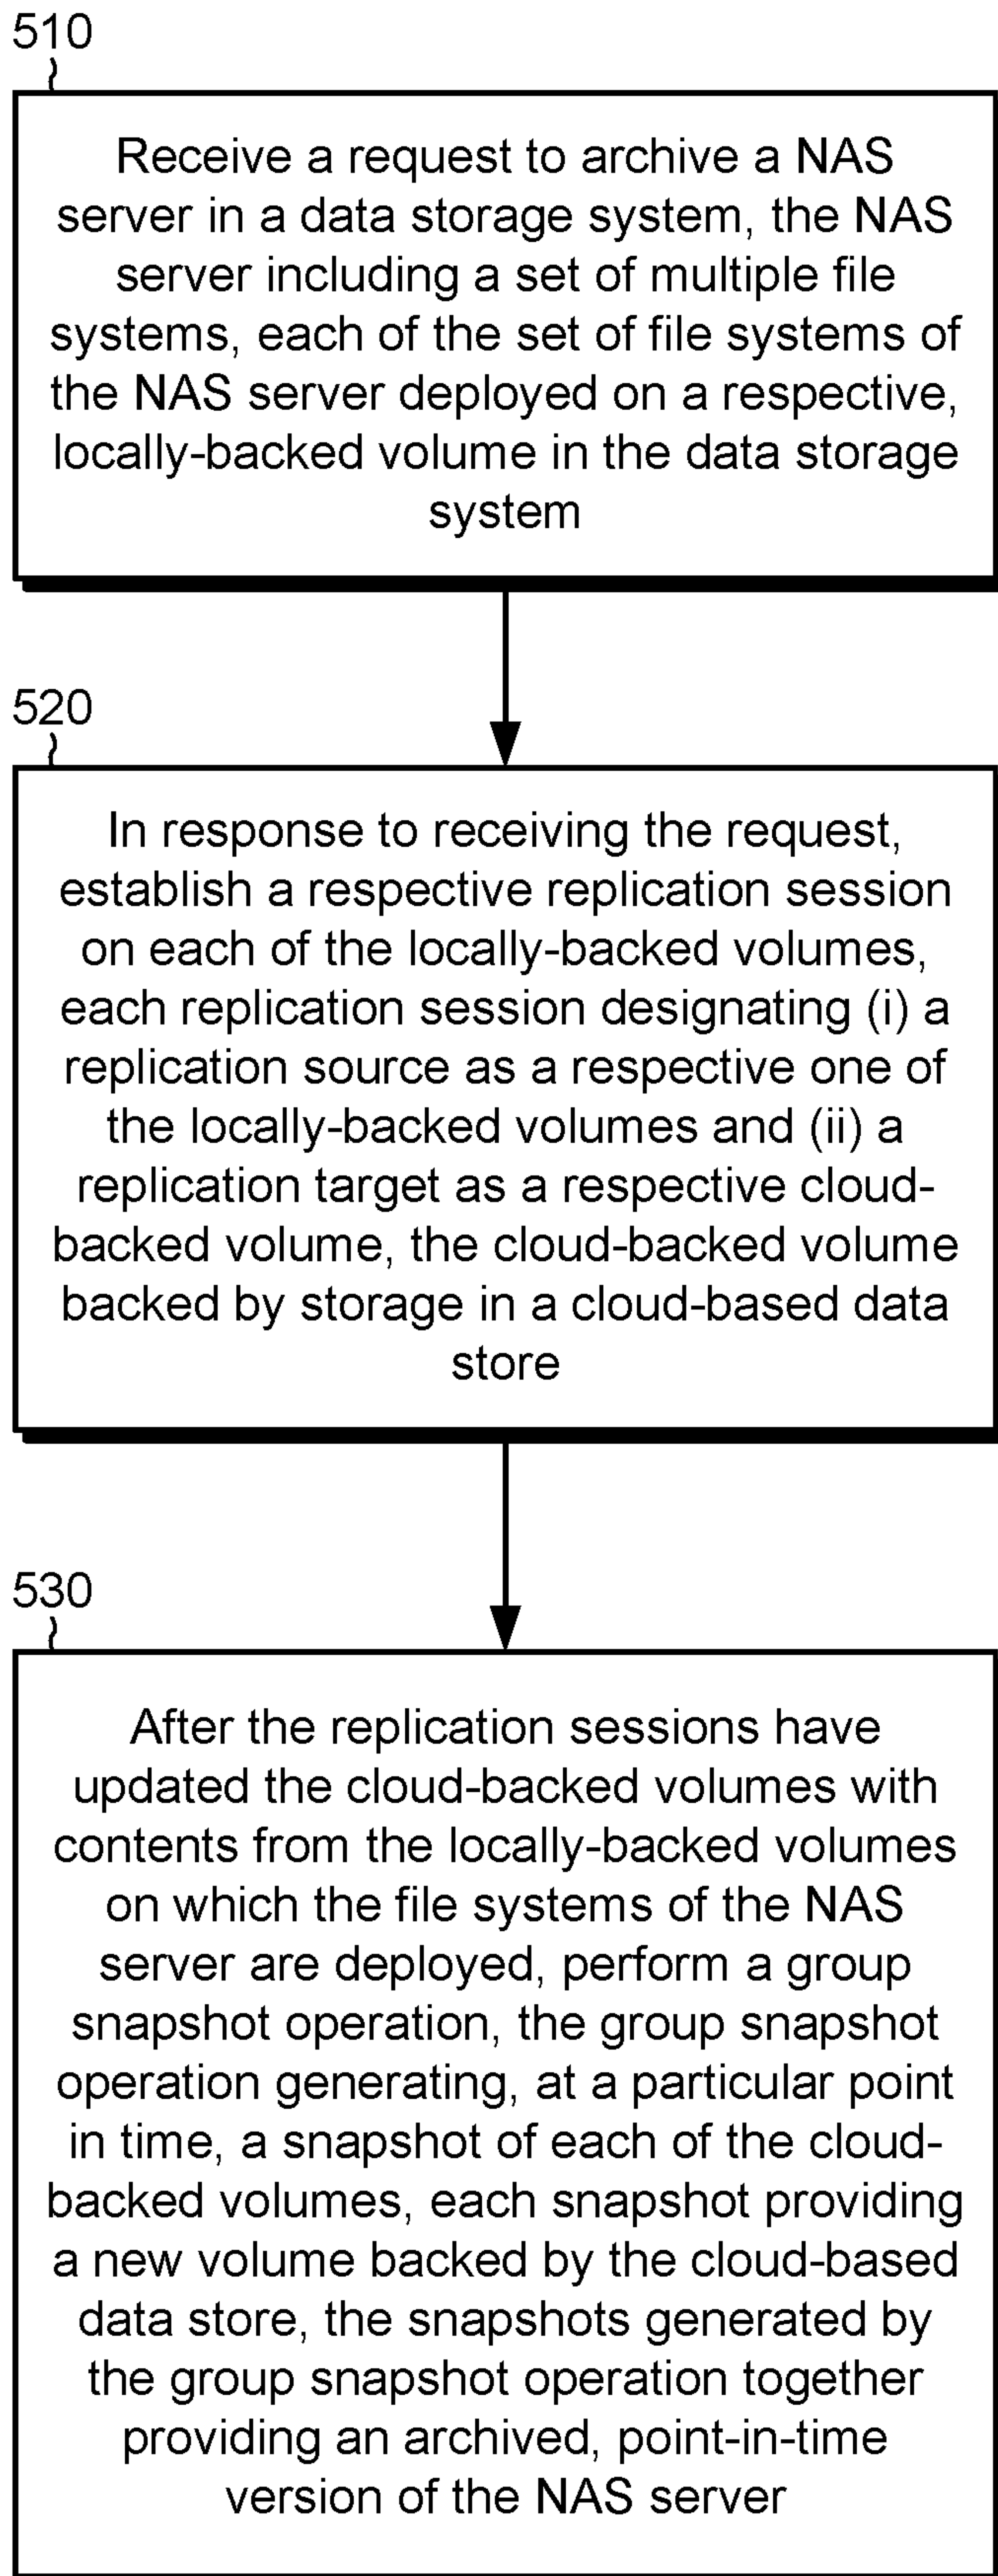 510
Receive a request to archive a NAS
server in a data storage system, the NAS
server including a set of multiple file
systems, each of the set of file systems of
the NAS server deployed on a respective,
locally-backed volume in the data storage
system
520
In response to receiving the request,
establish a respective replication session
on each of the locally-backed volumes,
each replication session designating (i) a
replication source as a respective one of
the locally-backed volumes and (ii) a
replication target as a respective cloud-
backed volume, the cloud-backed volume
backed by storage in a cloud-based data
store
530
After the replication sessions have
updated the cloud-backed volumes with
contents from the locally-backed volumes
on which the file systems of the NAS
server are deployed, perform a group
snapshot operation, the group snapshot
operation generating, at a particular point
in time, a snapshot of each of the cloud-
backed volumes, each snapshot providing
a new volume backed by the cloud-based
data store, the snapshots generated by
the group snapshot operation together
providing an archived, point-in-time
version of the NAS server